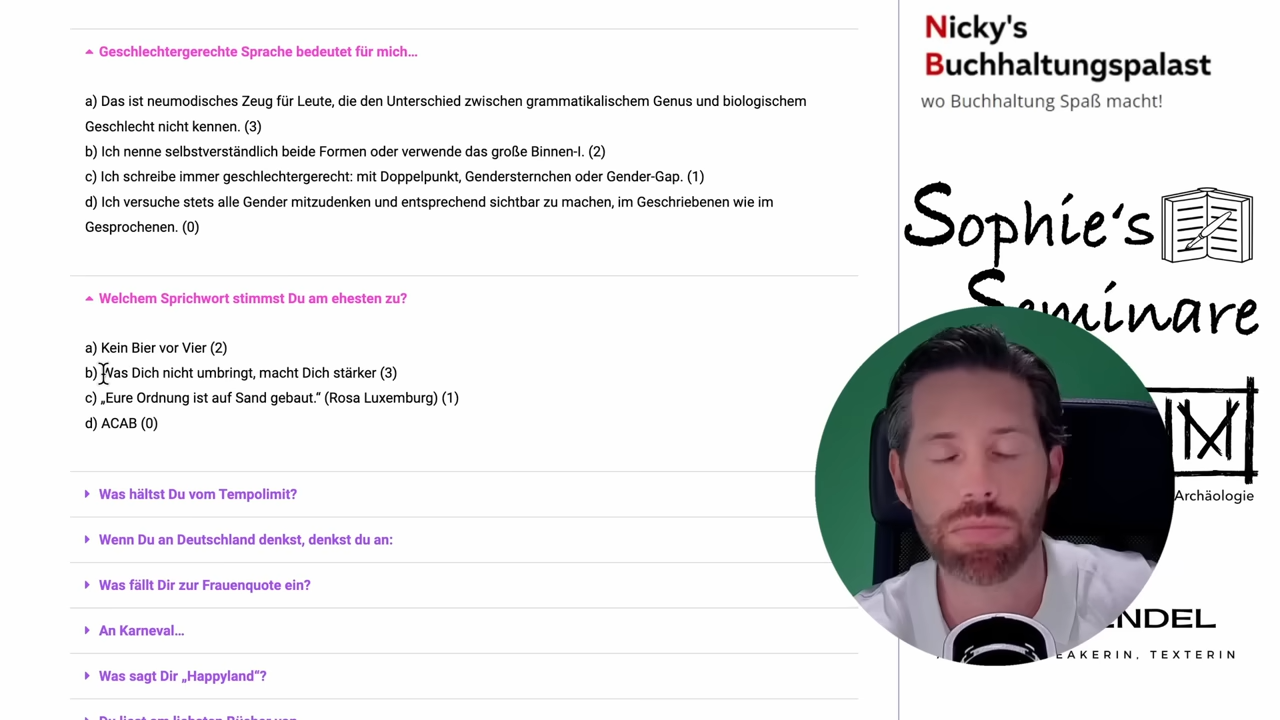 Geschlechtergerechte Sprache bedeutet für mich…
a) Das ist neumodisches Zeug für Leute, die den Unterschied zwischen grammatikalischem Genus und biologischem
Geschlecht nicht kennen. (3)
b) Ich nenne selbstverständlich beide Formen oder verwende das große Binnen-I. (2)
c) Ich schreibe immer geschlechtergerecht: mit Doppelpunkt, Gendersternchen oder Gender-Gap. (1)
d) Ich versuche stets alle Gender mitzudenken und entsprechend sichtbar zu machen, im Geschriebenen wie im
Gesprochenen. (0)
Welchem Sprichwort stimmst Du am ehesten zu?
a) Kein Bier vor Vier (2)
b) Was Dich nicht umbringt, macht Dich stärker (3)
c) „Eure Ordnung ist auf Sand gebaut.“ (Rosa Luxemburg) (1)
d) ACAB (0)
Was hältst Du vom Tempolimit?
Wenn Du an Deutschland denkst, denkst du an:
Was fällt Dir zur Frauenquote ein?
An Karneval…
Was sagt Dir „Happyland“?
Nicky's
Buchhaltungspalast
wo Buchhaltung Spaß macht!
Sophie's
Seminare
Archäologie
TEXTERIN